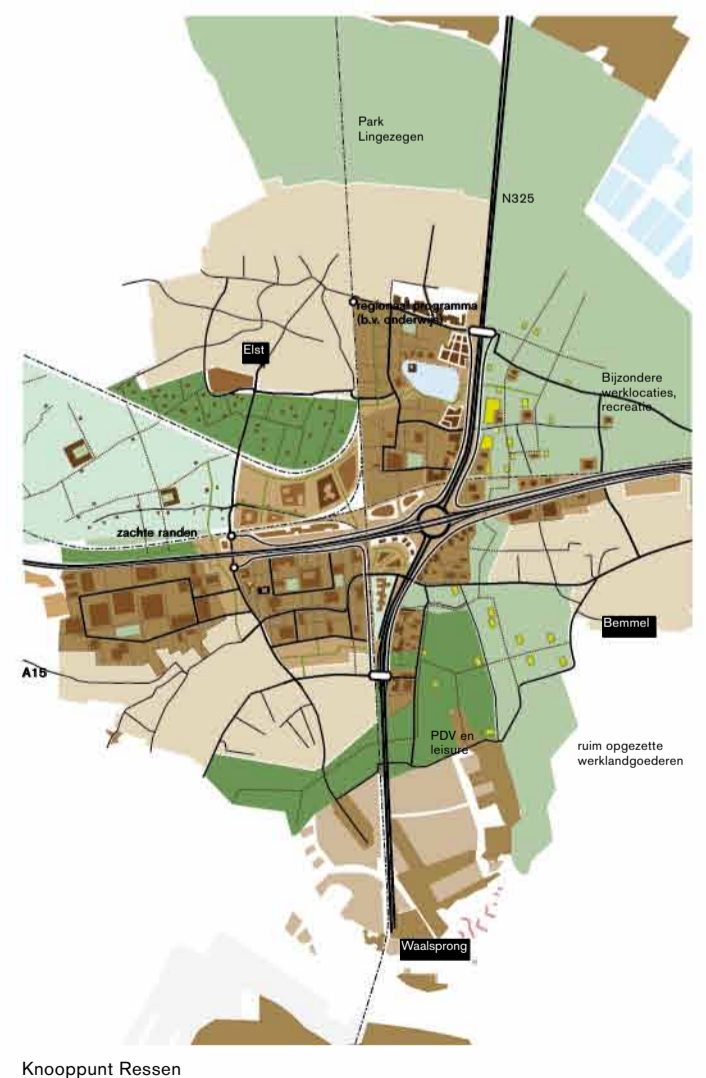 Park
Lingezegen
N325
regionaal programma
(b.v. onderwijs)
Elst
Bijzondere
werklocaties,
recreatie
zachte randen
Bemmel
A15
PDV en
leisure
ruim opgezette
werklandgoederen
Waalsprong
Knooppunt Ressen